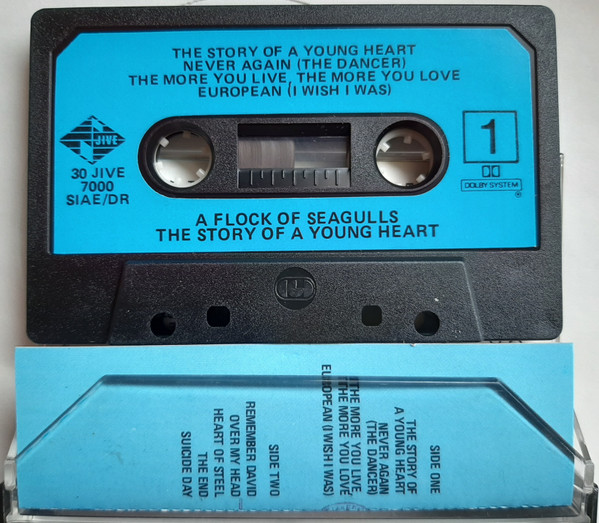 THE STORY OF A YOUNG HEART
NEVER AGAIN (THE DANCER)
THE MORE YOU LIVE, THE MORE YOU LOVE
EUROPEAN (I WISH I WAS)
JIVE
30 JIVE
7000
SIAE/DR
1
DOLBY SYSTEM
®
A FLOCK OF SEAGULLS
THE STORY OF A YOUNG HEART
SIDE ONE
THE STORY OF
A YOUNG HEART
NEVER AGAIN
(THE DANCER)
THE MORE YOU LIVE,
THE MORE YOU LOVE
EUROPEAN (I WISH I WAS)
SIDE TWO
REMEMBER DAVID
OVER MY HEAD
HEART OF STEEL
THE END
SUICIDE DAY